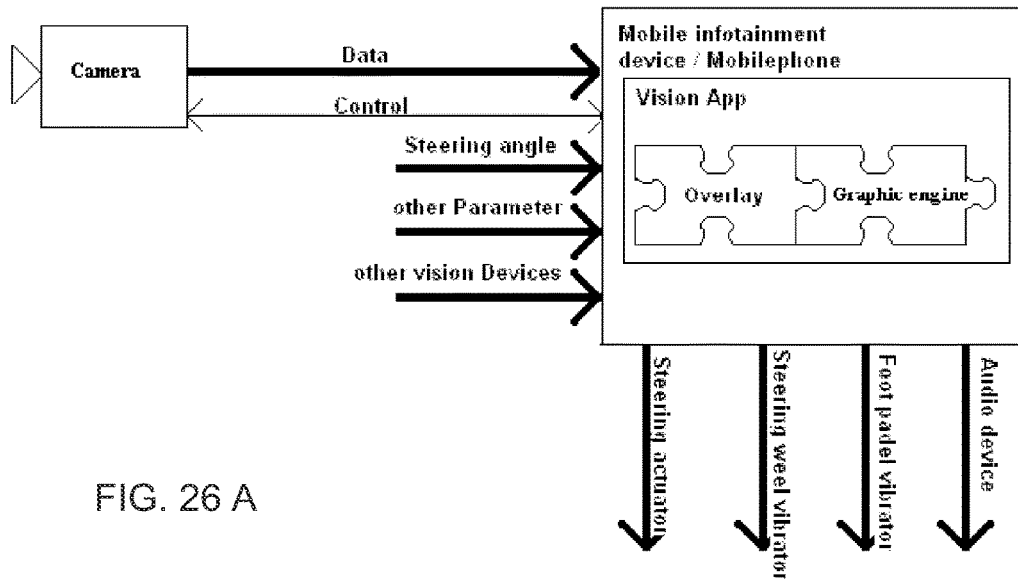 Camera
Data
Control
Steering angle
other Parameter
other vision Devices
Mobile infotainment
device / Mobilephone
Vision App
Overlay
Graphic engine
Steering actuator
Steering weel vibrator
Foot padel vibrator
Audio device
FIG. 26 A